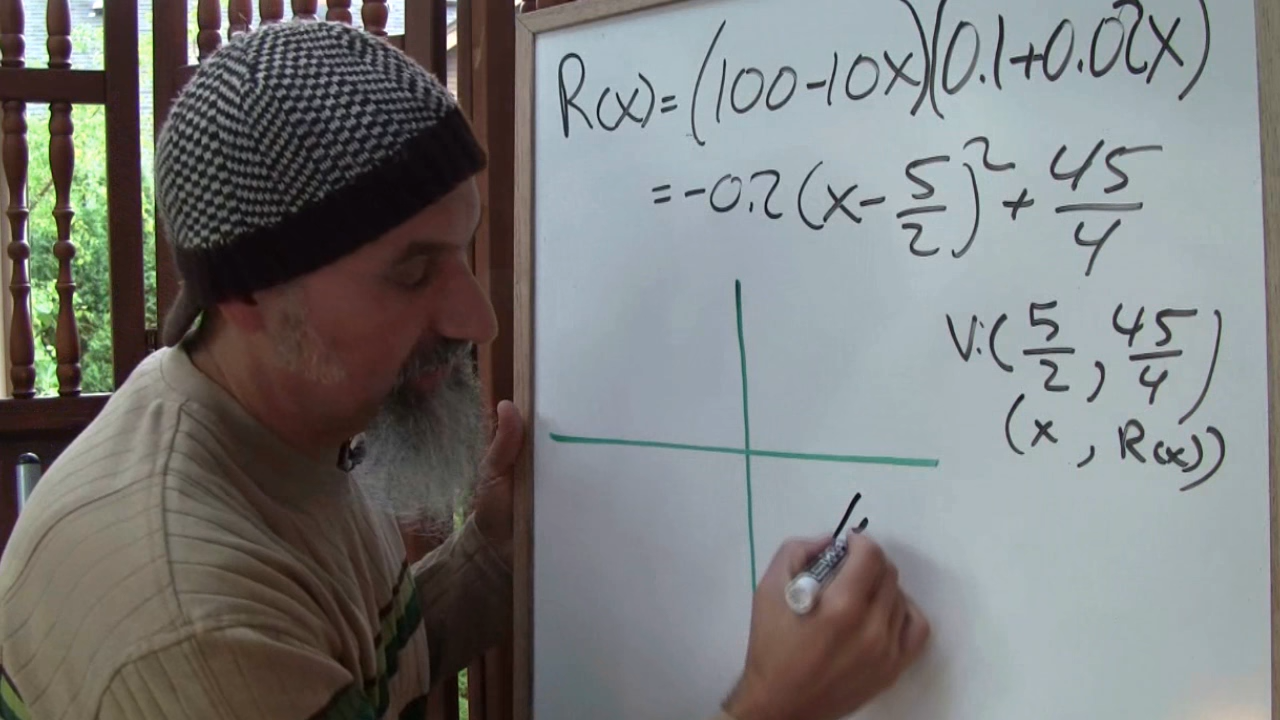 R(x)=(100-10x)(0.1+0.02x)
=-0.2(x-5/2)²+45/4
V:(5/2,45/4)
(x,R(x))